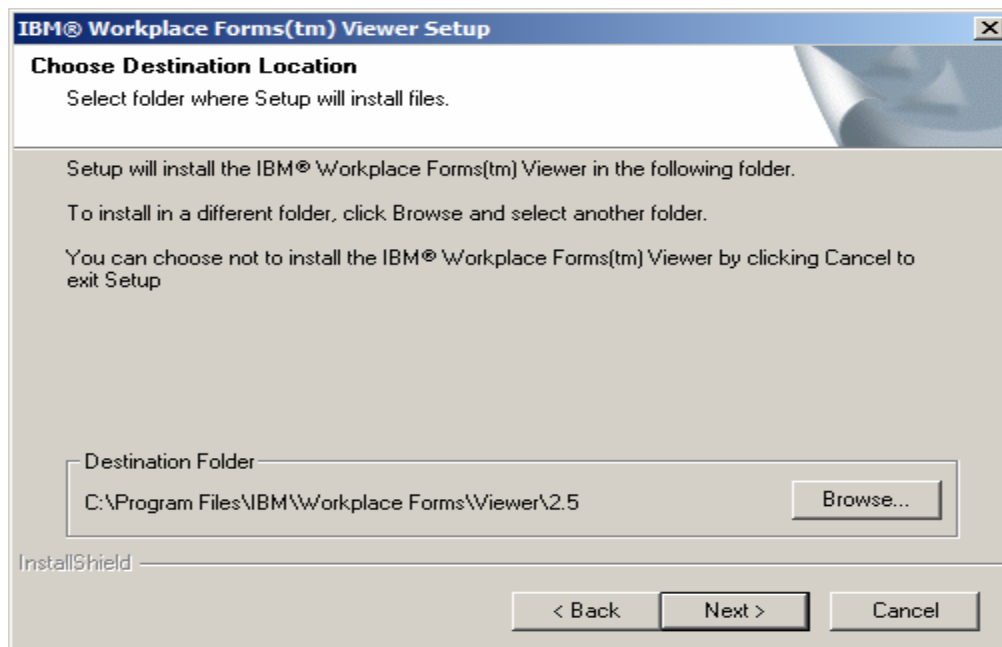 IBM® Workplace Forms(tm) Viewer Setup
Choose Destination Location
Select folder where Setup will install files.
Setup will install the IBM® Workplace Forms(tm) Viewer in the following folder.
To install in a different folder, click Browse and select another folder.
You can choose not to install the IBM® Workplace Forms(tm) Viewer by clicking Cancel to
exit Setup
Destination Folder
C:\Program Files\IBM\Workplace Forms\Viewer\2.5
Browse...
InstallShield
< Back
Next >
Cancel